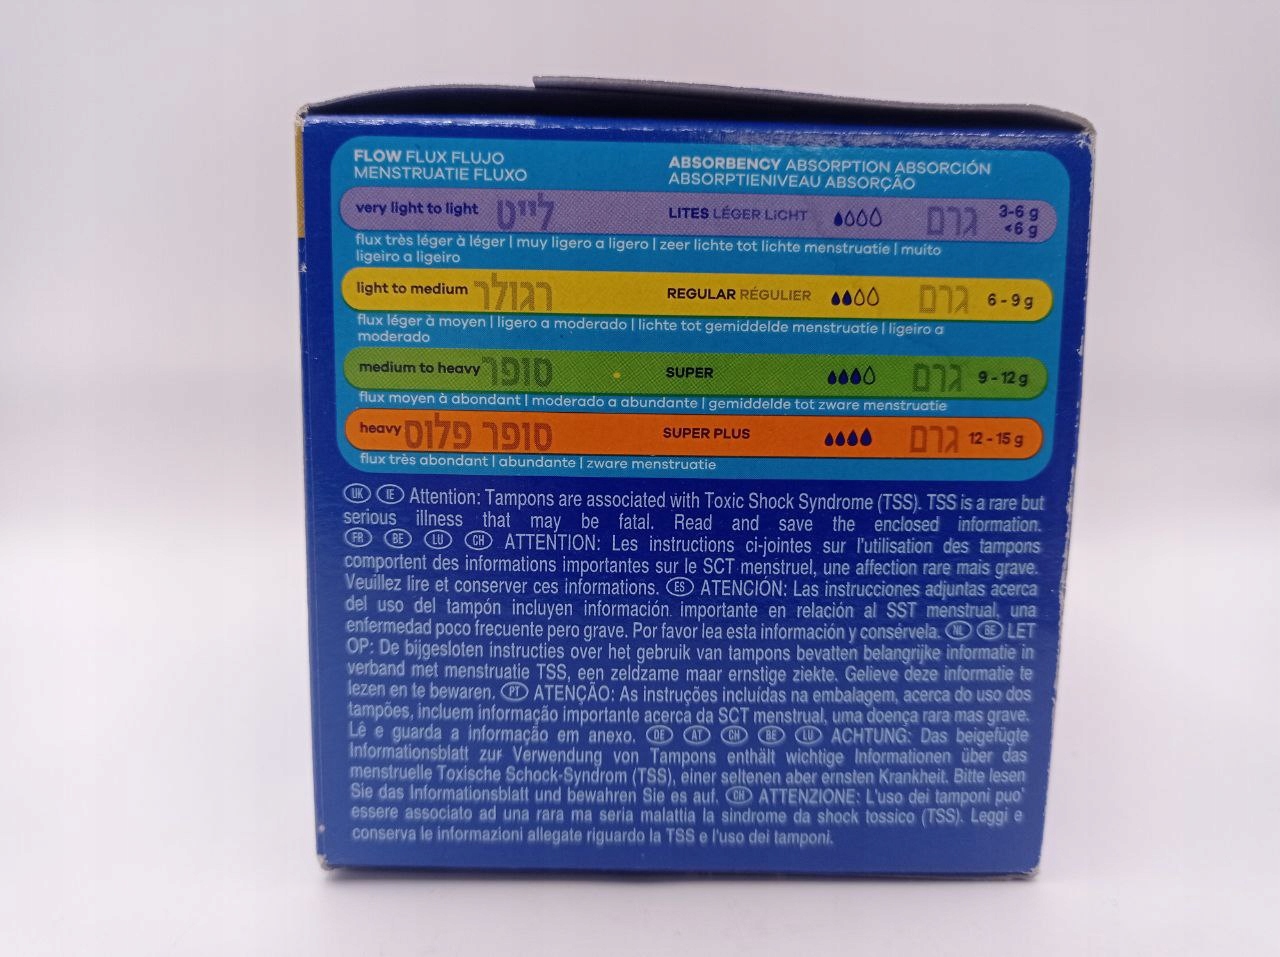 FLOW FLUX FLUJO
MENSTRUATIE FLUXO
ABSORBENCY ABSORPTION ABSORCIÓN
ABSORPTIENIVEAU ABSORÇÃO
very light to light לייט LITES LÉGER LiCHT גרם 3-6 g
<6 g
flux très léger à léger | muy ligero a ligero | zeer lichte tot lichte menstruatie | muito
ligeiro a ligeiro
light to medium רגולר REGULAR RÉGULIER גרם 6 - 9 g
flux léger à moyen | ligero a moderado | lichte tot gemiddelde menstruatie | ligeiro a
moderado
medium to heavy סופר SUPER גרם 9 - 12 g
flux moyen à abondant | moderado a abundante | gemiddelde tot zware menstruatie
heavy סופר פלוס SUPER PLUS גרם 12 - 15 g
flux très abondant | abundante | zware menstruatie
UK IE Attention: Tampons are associated with Toxic Shock Syndrome (TSS). TSS is a rare but
serious illness that may be fatal. Read and save the enclosed information.
FR BE LU CH ATTENTION: Les instructions ci-jointes sur l'utilisation des tampons
comportent des informations importantes sur le SCT menstruel, une affection rare mais grave.
Veuillez lire et conserver ces informations. ES ATENCIÓN: Las instrucciones adjuntas acerca
del uso del tampón incluyen información importante en relación al SST menstrual, una
enfermedad poco frecuente pero grave. Por favor lea esta información y consérvela. NL BE LET
OP: De bijgesloten instructies over het gebruik van tampons bevatten belangrijke informatie in
verband met menstruatie TSS, een zeldzame maar ernstige ziekte. Gelieve deze informatie te
lezen en te bewaren. PT ATENÇÃO: As instruções incluídas na embalagem, acerca do uso dos
tampões, incluem informação importante acerca da SCT menstrual, uma doença rara mas grave.
Lê e guarda a informação em anexo. DE AT CH BE LU ACHTUNG: Das beigefügte
Informationsblatt zur Verwendung von Tampons enthält wichtige Informationen über das
menstruelle Toxische Schock-Syndrom (TSS), einer seltenen aber ernsten Krankheit. Bitte lesen
Sie das Informationsblatt und bewahren Sie es auf. CH ATTENZIONE: L'uso dei tamponi puo'
essere associato ad una rara ma seria malattia la sindrome da shock tossico (TSS). Leggi e
conserva le informazioni allegate riguardo la TSS e l'uso dei tamponi.